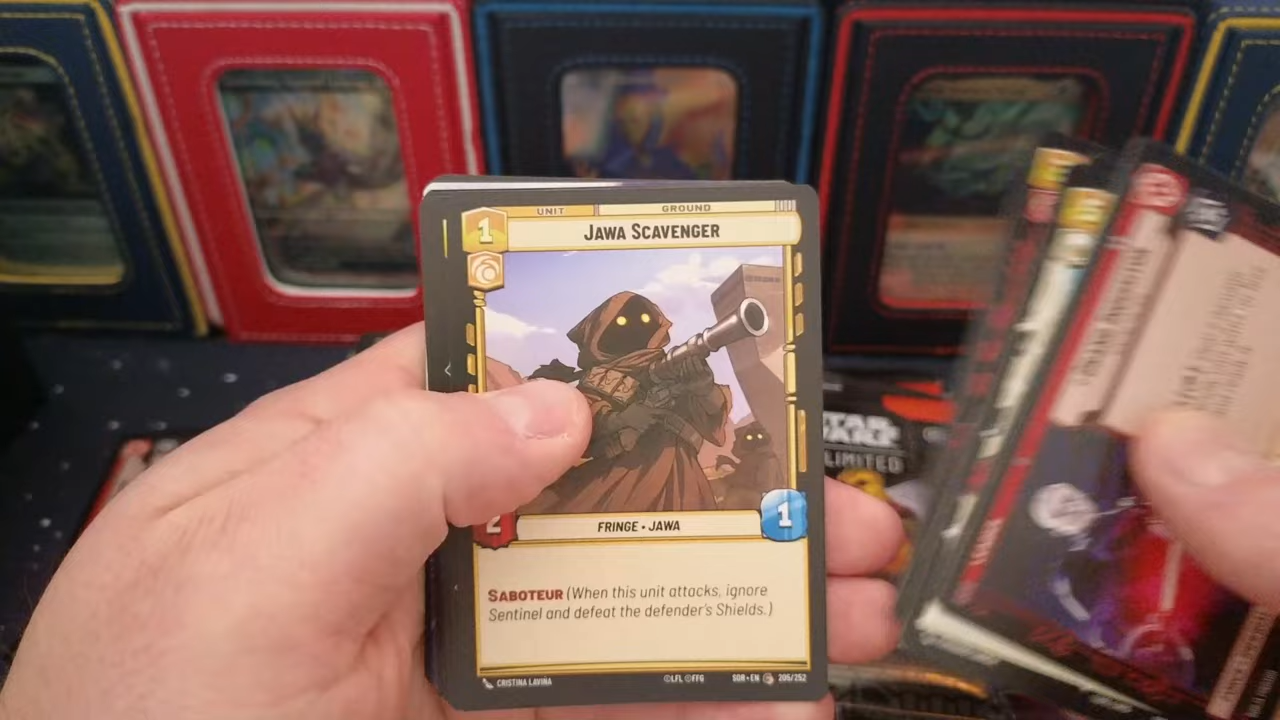 UNIT
GROUND
1
JAWA SCAVENGER
2
FRINGE • JAWA
1
SABOTEUR (When this unit attacks, ignore
Sentinel and defeat the defender's Shields.)
CRISTINA LAVIÑA
©LFL ©FFG
SOR • EN
205/252
STAR
WARS
UNLIMITED